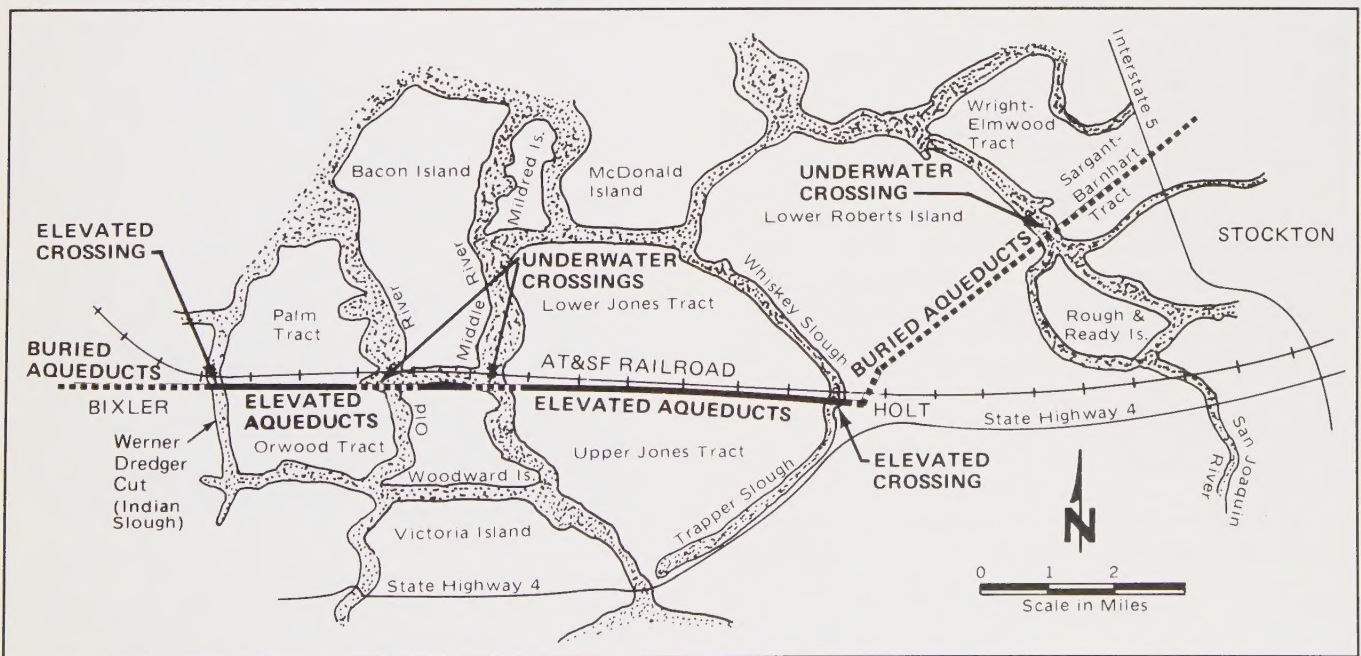 Interstate 5
Wright-
Elmwood
Tract
Sargant-
Barnhart
Tract
Bacon Island
Mildred Is.
McDonald
Island
UNDERWATER
CROSSING
Lower Roberts Island
STOCKTON
ELEVATED
CROSSING
UNDERWATER
CROSSINGS
Lower Jones Tract
Whiskey Slough
BURIED AQUEDUCTS
Rough &
Ready Is.
Palm
Tract
River
Middle River
AT&SF RAILROAD
BURIED
AQUEDUCTS
BIXLER
ELEVATED
AQUEDUCTS
ELEVATED AQUEDUCTS
HOLT
State Highway 4
Werner
Dredger
Cut
(Indian
Slough)
Orwood Tract
Old
Woodward Is.
Upper Jones Tract
ELEVATED
CROSSING
San Joaquin
River
Trapper Slough
Victoria Island
State Highway 4
N
0 1 2
Scale in Miles